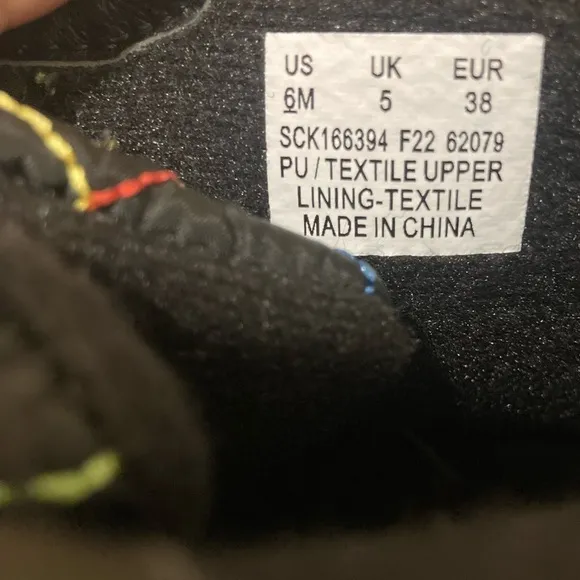 US UK EUR
6M 5 38
SCK166394 F22 62079
PU / TEXTILE UPPER
LINING-TEXTILE
MADE IN CHINA